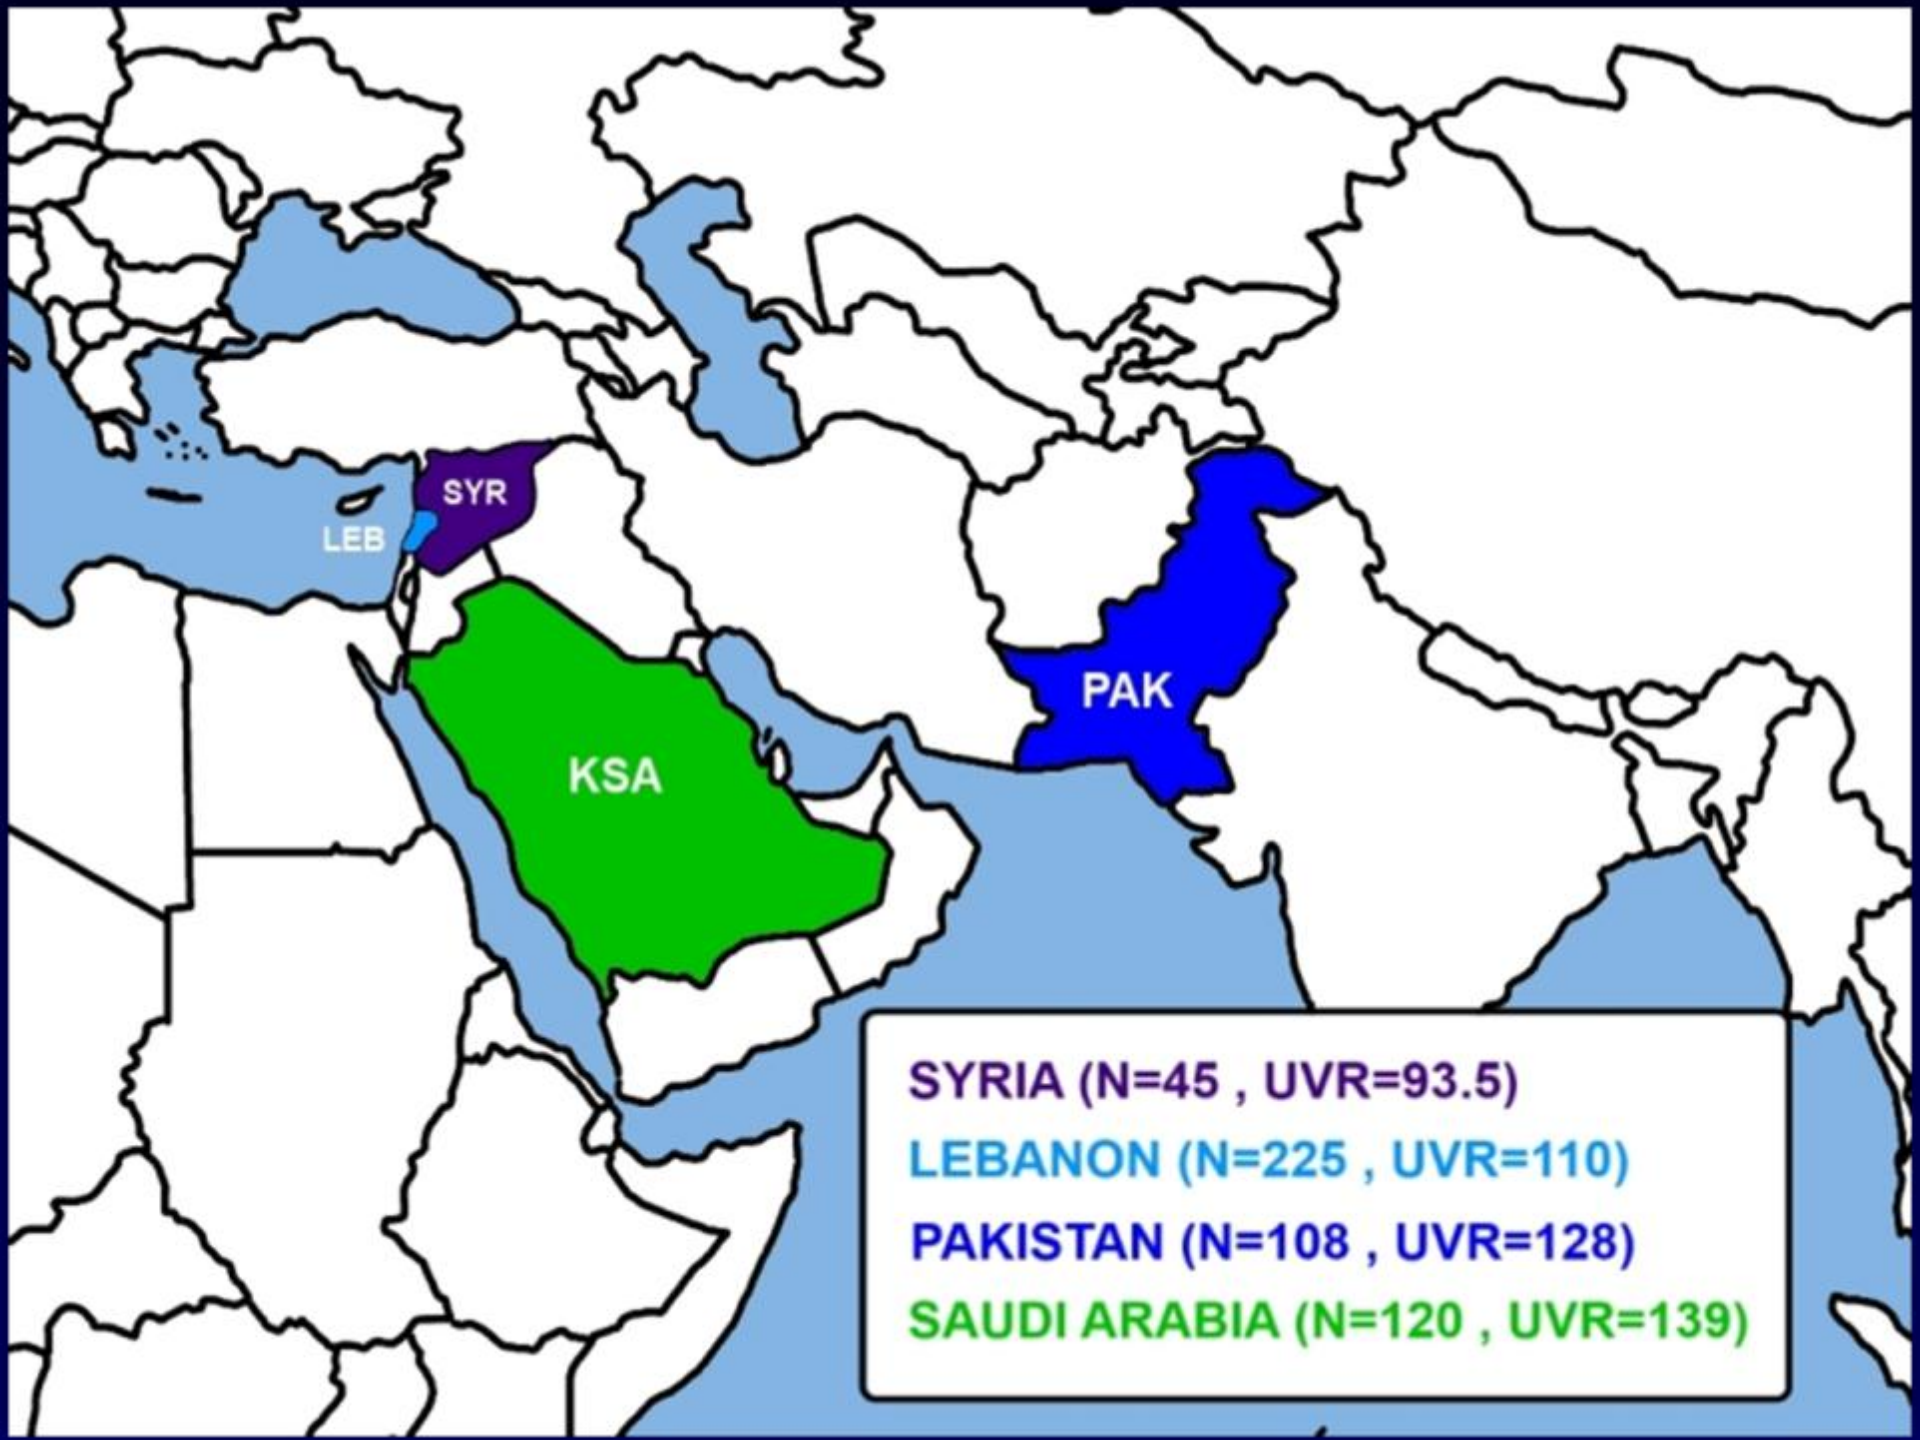 SYR
LEB
PAK
KSA
SYRIA (N=45 , UVR=93.5)
LEBANON (N=225 , UVR=110)
PAKISTAN (N=108 , UVR=128)
SAUDI ARABIA (N=120 , UVR=139)